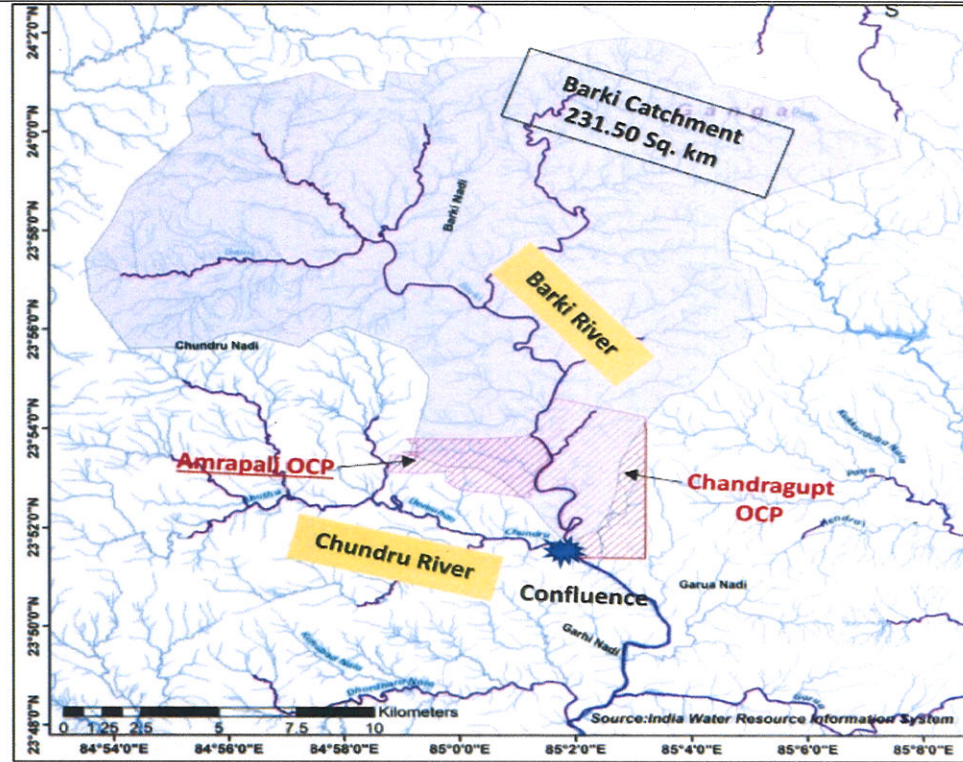 S
24°2'0"N
24°0'0"N
23°58'0"N
23°56'0"N
23°54'0"N
23°52'0"N
23°50'0"N
23°48'0"N
Barki Catchment
231.50 Sq. km
Ganga
Barki Nadi
Barki River
Chundru Nadi
Amrapali OCP
Chandragupt
OCP
Chundru
Chundru River
Confluence
Garua Nadi
Garhi Nadi
Kilometers
0 1.25 2.5 5 7.5 10
Source:India Water Resource Information System
84°54'0"E 84°56'0"E 84°58'0"E 85°0'0"E 85°2'0"E 85°4'0"E 85°6'0"E 85°8'0"E